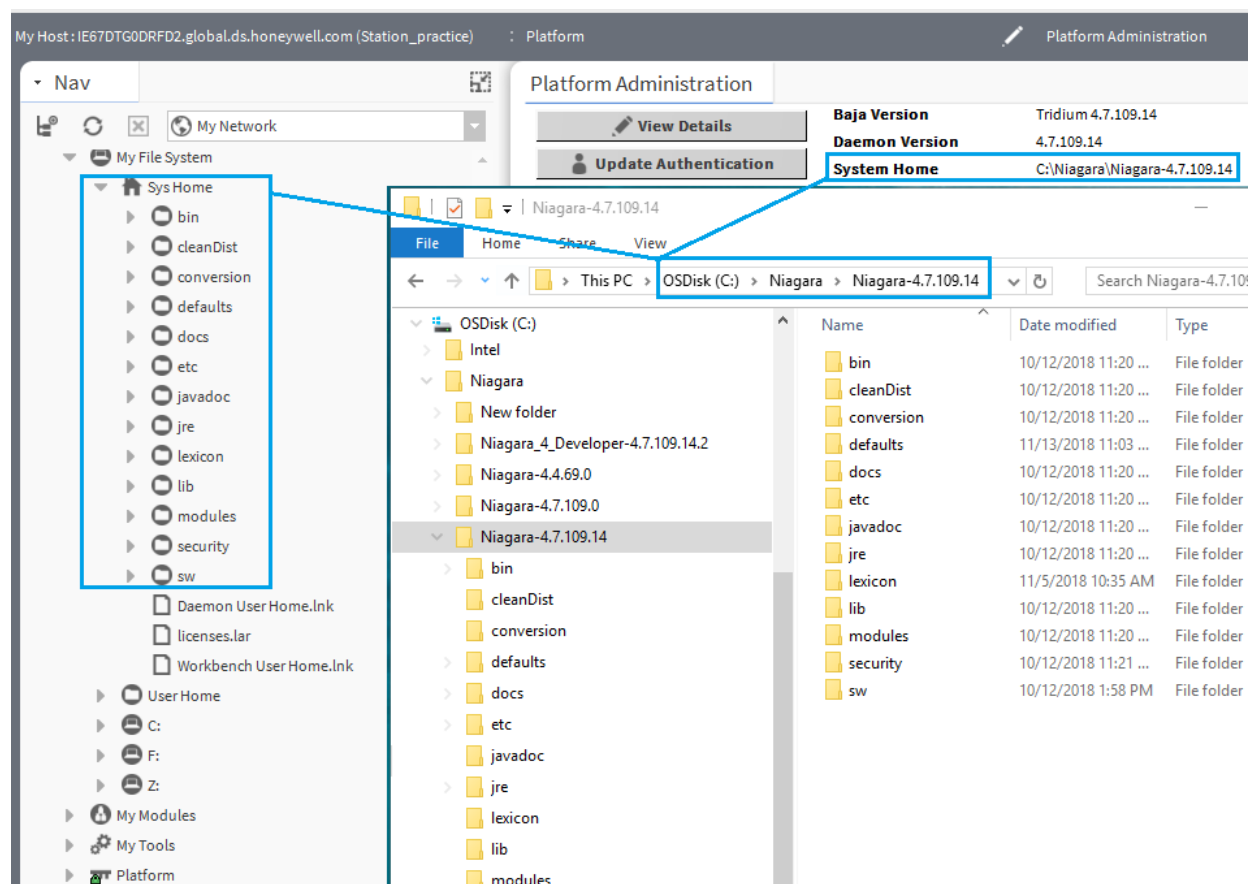 My Host : IE67DTG0DRFD2.global.ds.honeywell.com (Station_practice) : Platform Platform Administration
Nav
My Network
My File System
Sys Home
bin
cleanDist
conversion
defaults
docs
etc
javadoc
jre
lexicon
lib
modules
security
sw
Daemon User Home.lnk
licenses.lar
Workbench User Home.lnk
User Home
C:
F:
Z:
My Modules
My Tools
Platform
Platform Administration
View Details
Update Authentication
Baja Version Tridium 4.7.109.14
Daemon Version 4.7.109.14
System Home C:\Niagara\Niagara-4.7.109.14
Niagara-4.7.109.14
File Home Share View
This PC > OSDisk (C:) > Niagara > Niagara-4.7.109.14
Search Niagara-4.7.109
OSDisk (C:)
Intel
Niagara
New folder
Niagara_4_Developer-4.7.109.14.2
Niagara-4.4.69.0
Niagara-4.7.109.0
Niagara-4.7.109.14
bin
cleanDist
conversion
defaults
docs
etc
javadoc
jre
lexicon
lib
modules
Name Date modified Type
bin 10/12/2018 11:20 ... File folder
cleanDist 10/12/2018 11:20 ... File folder
conversion 10/12/2018 11:20 ... File folder
defaults 11/13/2018 11:03 ... File folder
docs 10/12/2018 11:20 ... File folder
etc 10/12/2018 11:20 ... File folder
javadoc 10/12/2018 11:20 ... File folder
jre 10/12/2018 11:20 ... File folder
lexicon 11/5/2018 10:35 AM File folder
lib 10/12/2018 11:20 ... File folder
modules 10/12/2018 11:20 ... File folder
security 10/12/2018 11:21 ... File folder
sw 10/12/2018 1:58 PM File folder